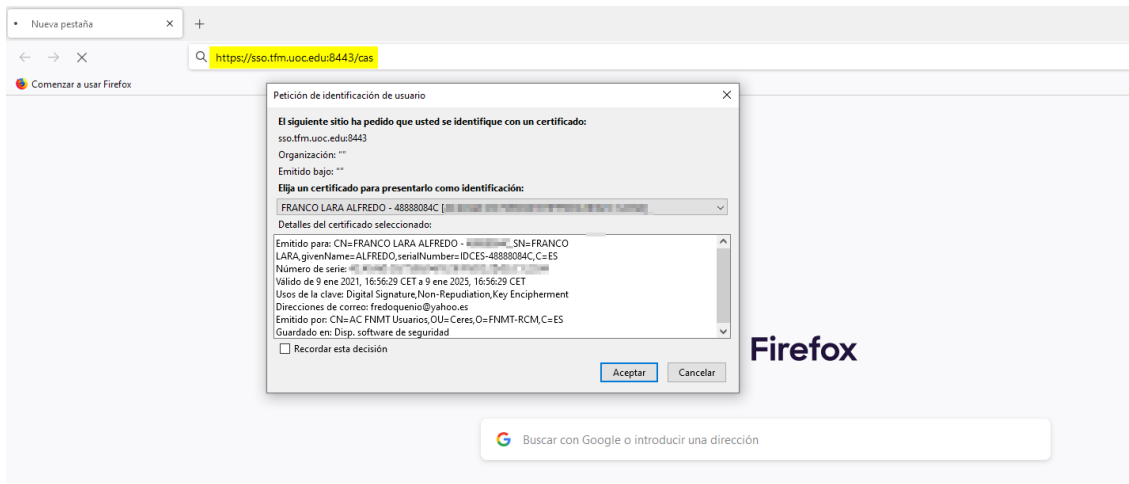 Nueva pestaña
https://sso.tfm.uoc.edu:8443/cas
Comenzar a usar Firefox
Petición de identificación de usuario
El siguiente sitio ha pedido que usted se identifique con un certificado:
sso.tfm.uoc.edu:8443
Organización: ""
Emitido bajo: ""
Elija un certificado para presentarlo como identificación:
FRANCO LARA ALFREDO - 48888084C [
Detalles del certificado seleccionado:
Emitido para: CN=FRANCO LARA ALFREDO - SN=FRANCO
LARA,givenName=ALFREDO,serialNumber=IDCES-48888084C,C=ES
Número de serie:
Válido de 9 ene 2021, 16:56:29 CET a 9 ene 2025, 16:56:29 CET
Usos de la clave: Digital Signature,Non-Repudiation,Key Encipherment
Direcciones de correo: fredoquenio@yahoo.es
Emitido por: CN=AC FNMT Usuarios,OU=Ceres,O=FNMT-RCM,C=ES
Guardado en: Disp. software de seguridad
Recordar esta decisión
Aceptar Cancelar
Firefox
Buscar con Google o introducir una dirección